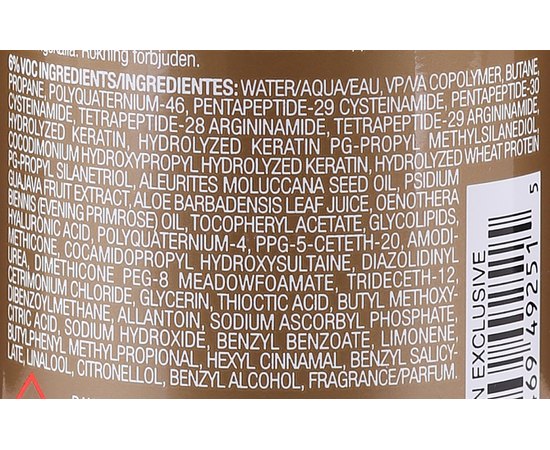 Rökning förbjuden.
6% VOC INGREDIENTS/INGREDIENTES: WATER/AQUA/EAU, VP/VA COPOLYMER, BUTANE,
PROPANE, POLYQUATERNIUM-46, PENTAPEPTIDE-29 CYSTEINAMIDE, PENTAPEPTIDE-30
CYSTEINAMIDE, TETRAPEPTIDE-28 ARGININAMIDE, TETRAPEPTIDE-29 ARGININAMIDE,
HYDROLYZED KERATIN, HYDROLYZED KERATIN PG-PROPYL METHYLSILANEDIOL,
COCODIMONIUM HYDROXYPROPYL HYDROLYZED KERATIN, HYDROLYZED WHEAT PROTEIN
PG-PROPYL SILANETRIOL, ALEURITES MOLUCCANA SEED OIL, PSIDIUM
GUAJAVA FRUIT EXTRACT, ALOE BARBADENSIS LEAF JUICE OENOTHERA
BIENNIS (EVENING PRIMROSE) OIL, TOCOPHERYL ACETATE, GLYCOLIPIDS,
HYALURONIC ACID, POLYQUATERNIUM-4, PPG-5-CETETH-20, AMODI-
METHICONE, COCAMIDOPROPYL HYDROXYSULTAINE, DIAZOLIDINYL
UREA, DIMETHICONE PEG-8 MEADOWFOAMATE, TRIDECETH-12,
CETRIMONIUM CHLORIDE, GLYCERIN, THIOCTIC ACID, BUTYL METHOXY-
DIBENZOYLMETHANE, ALLANTOIN, SODIUM ASCORBYL PHOSPHATE,
CITRIC ACID, SODIUM HYDROXIDE, BENZYL BENZOATE, LIMONENE,
BUTYLPHENYL METHYLPROPIONAL, HEXYL CINNAMAL, BENZYL SALICY-
LATE, LINALOOL, CITRONELLOL, BENZYL ALCOHOL, FRAGRANCE/PARFUM.
N EXCLUSIVE
69 49251 5